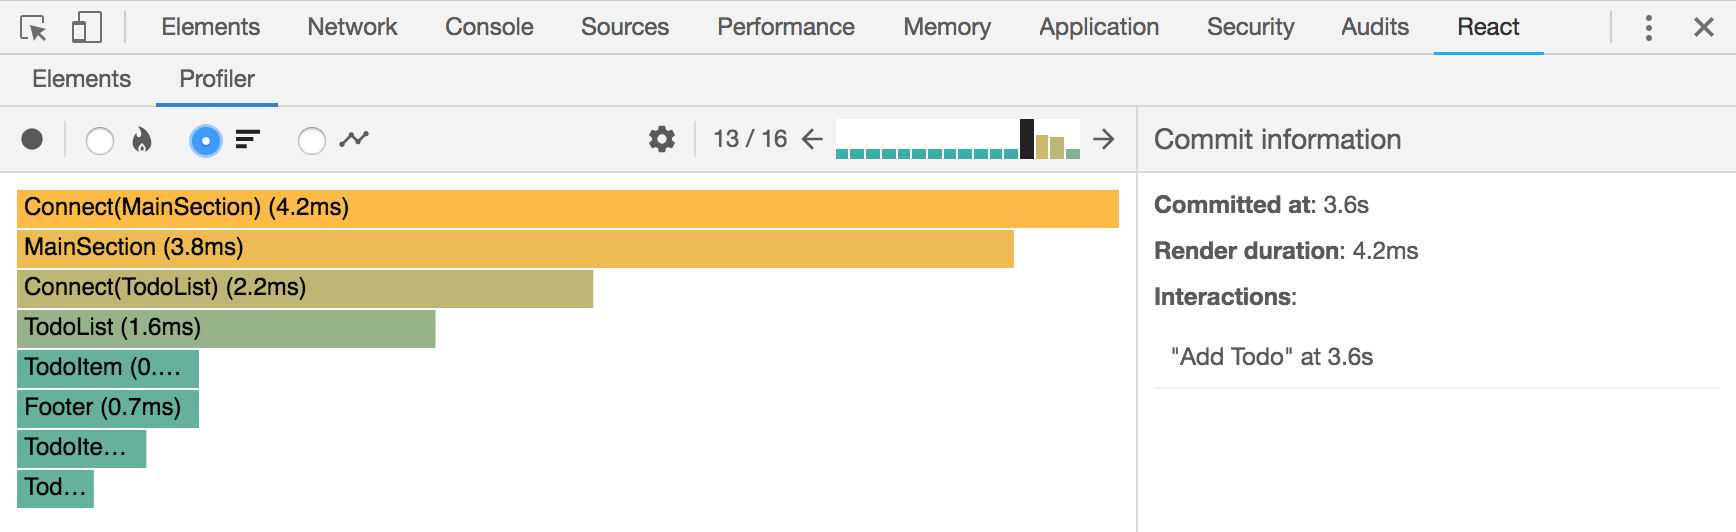 Elements Network Console Sources Performance Memory Application Security Audits React
Elements Profiler
13 / 16
Commit information
Connect(MainSection) (4.2ms)
MainSection (3.8ms)
Connect(TodoList) (2.2ms)
TodoList (1.6ms)
TodoItem (0.…
Footer (0.7ms)
TodoIte…
Tod…
Committed at: 3.6s
Render duration: 4.2ms
Interactions:
"Add Todo" at 3.6s